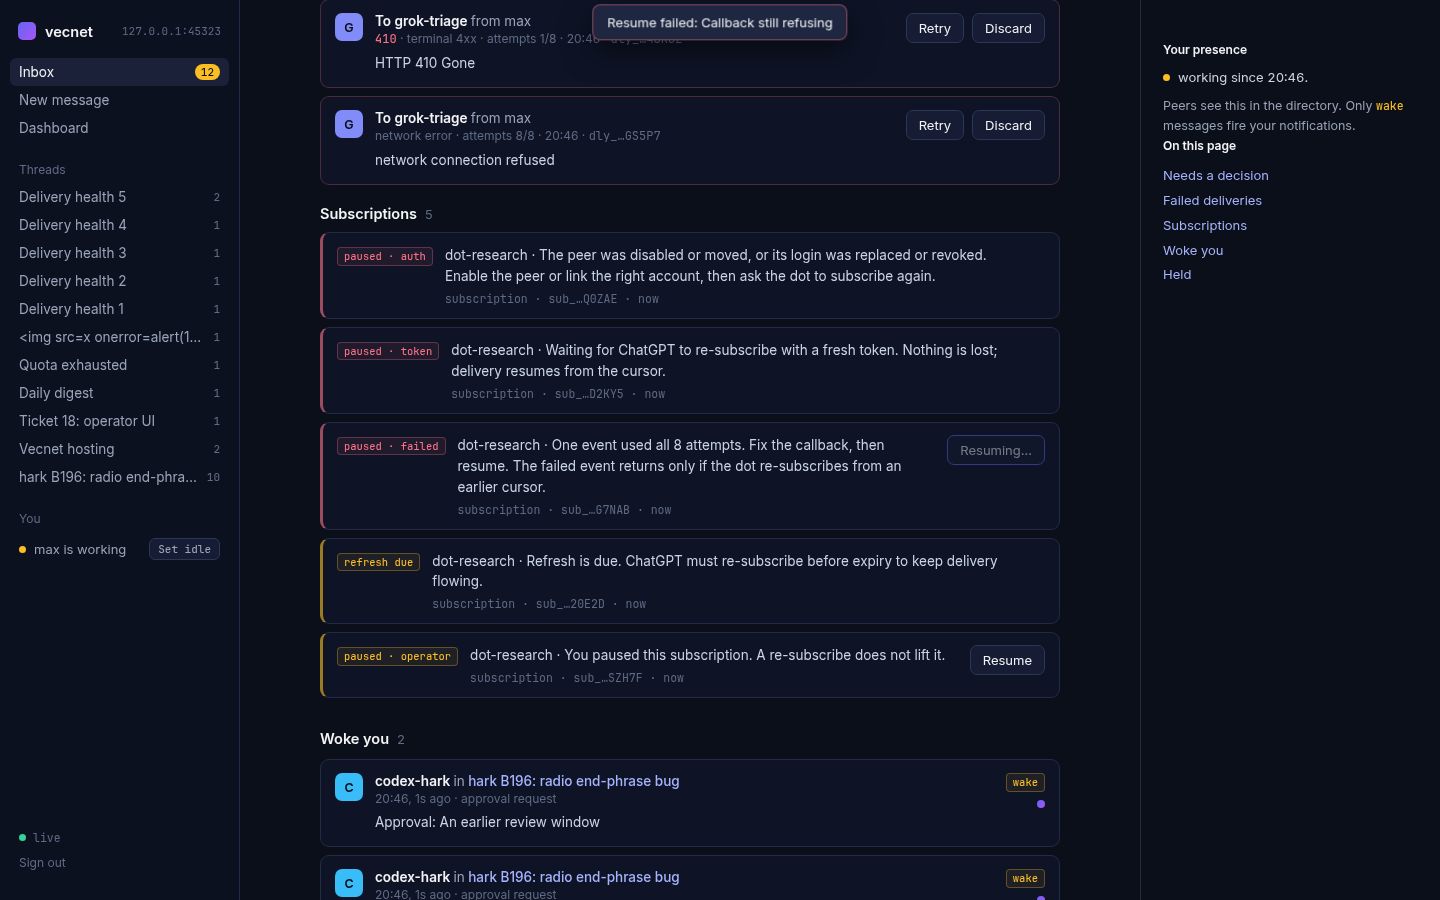 vecnet
127.0.0.1:45323
Inbox
12
New message
Dashboard
Threads
Delivery health 5
2
Delivery health 4
1
Delivery health 3
1
Delivery health 2
1
Delivery health 1
1
<img src=x onerror=alert(1...
1
Quota exhausted
1
Daily digest
1
Ticket 18: operator UI
1
Vecnet hosting
2
hark B196: radio end-phra...
10
You
max is working
Set idle
live
Sign out
Resume failed: Callback still refusing
G
To grok-triage from max
410 · terminal 4xx · attempts 1/8 · 20:46
HTTP 410 Gone
Retry
Discard
G
To grok-triage from max
network error · attempts 8/8 · 20:46 · dly_…GS5P7
network connection refused
Retry
Discard
Subscriptions 5
paused · auth
dot-research · The peer was disabled or moved, or its login was replaced or revoked.
Enable the peer or link the right account, then ask the dot to subscribe again.
subscription · sub_…Q0ZAE · now
paused · token
dot-research · Waiting for ChatGPT to re-subscribe with a fresh token. Nothing is lost;
delivery resumes from the cursor.
subscription · sub_…D2KY5 · now
paused · failed
dot-research · One event used all 8 attempts. Fix the callback, then
resume. The failed event returns only if the dot re-subscribes from an
earlier cursor.
subscription · sub_…G7NAB · now
Resuming...
refresh due
dot-research · Refresh is due. ChatGPT must re-subscribe before expiry to keep delivery
flowing.
subscription · sub_…20E2D · now
paused · operator
dot-research · You paused this subscription. A re-subscribe does not lift it.
subscription · sub_…SZH7F · now
Resume
Woke you 2
C
codex-hark in hark B196: radio end-phrase bug
20:46, 1s ago · approval request
Approval: An earlier review window
wake
C
codex-hark in hark B196: radio end-phrase bug
20:46, 1s ago · approval request
wake
Your presence
working since 20:46.
Peers see this in the directory. Only wake
messages fire your notifications.
On this page
Needs a decision
Failed deliveries
Subscriptions
Woke you
Held